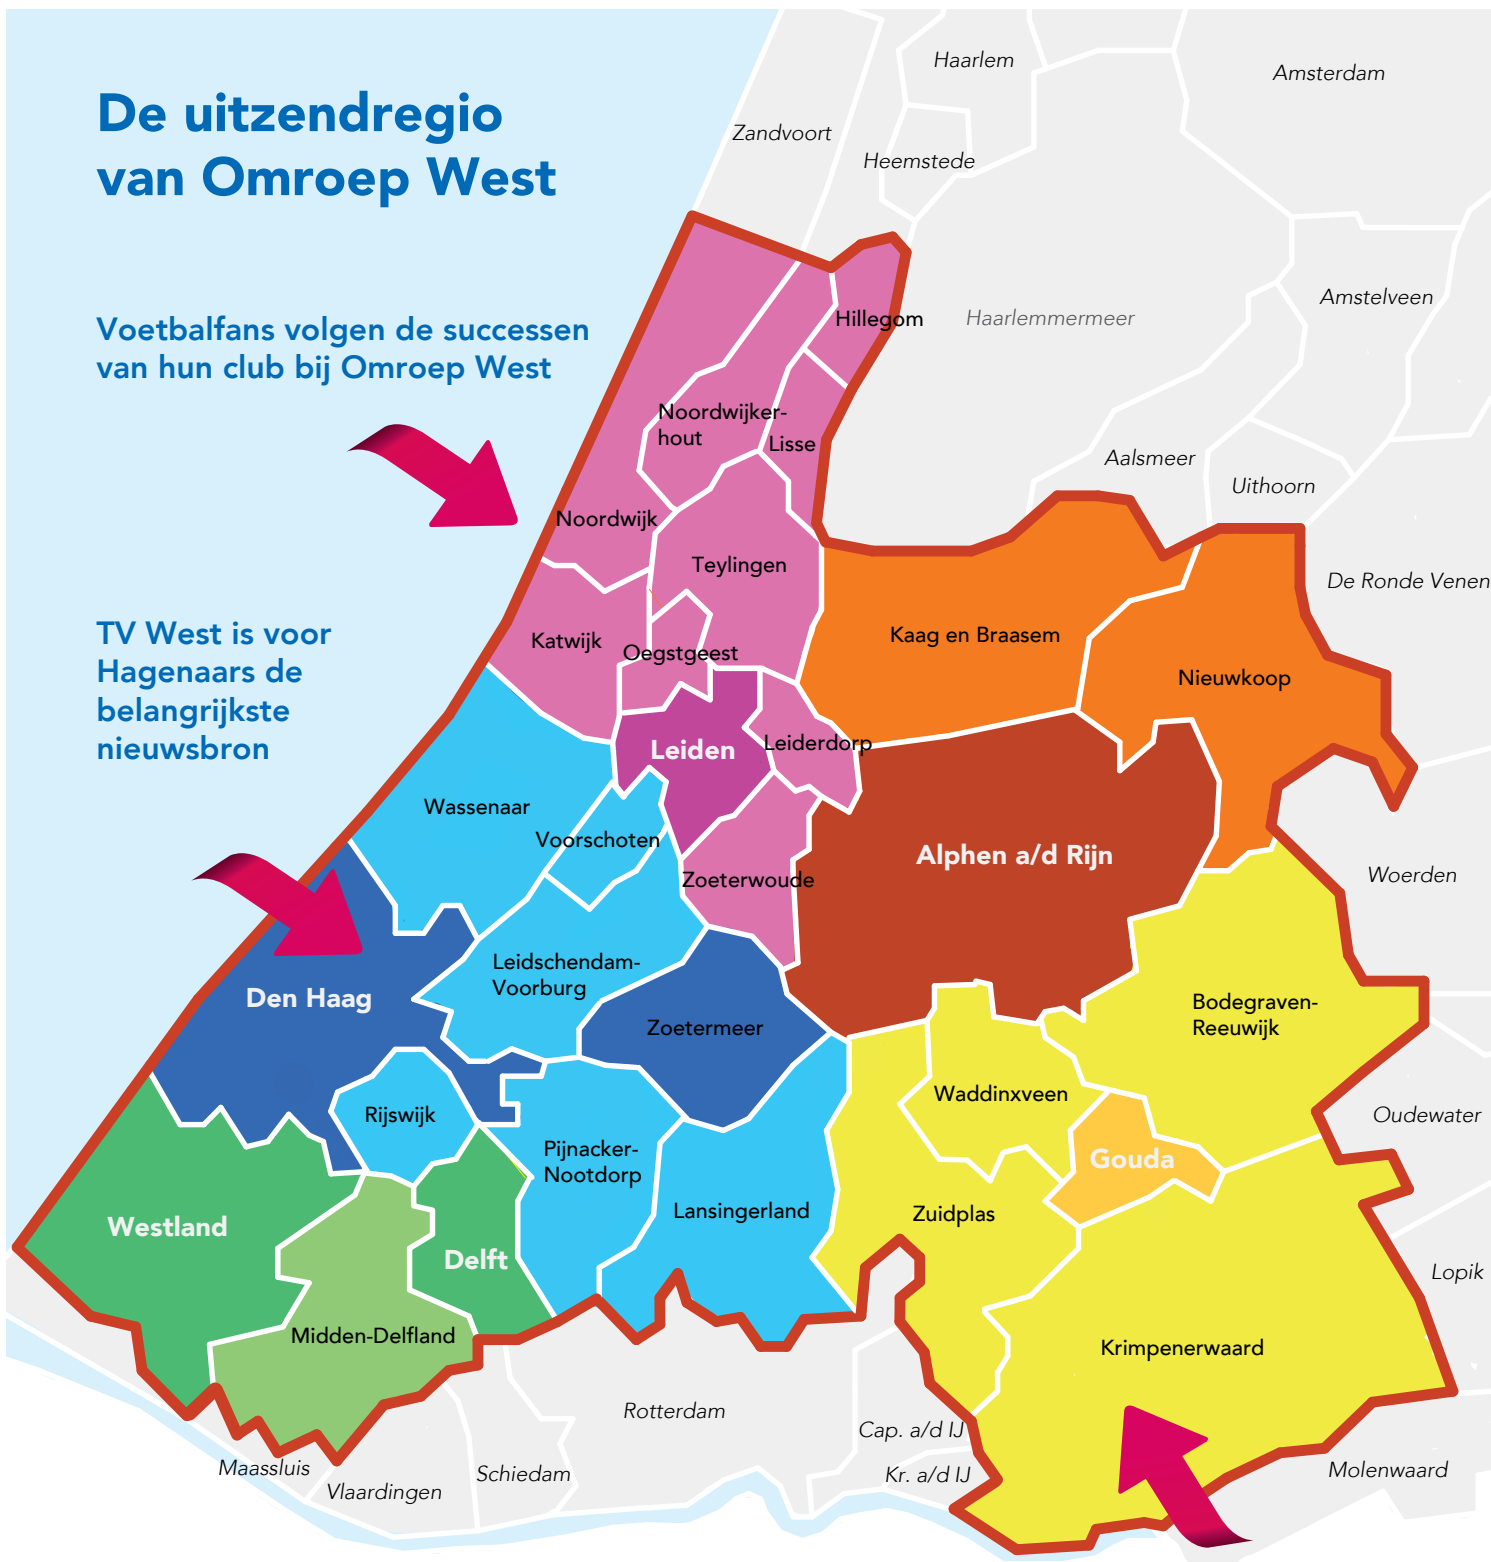 De uitzendregio
van Omroep West
Voetbalfans volgen de successen
van hun club bij Omroep West
TV West is voor
Hagenaars de
belangrijkste
nieuwsbron
Haarlem
Amsterdam
Zandvoort
Heemstede
Amstelveen
Hillegom
Haarlemmermeer
Noordwijker-
hout
Lisse
Aalsmeer
Uithoorn
Noordwijk
Teylingen
De Ronde Venen
Katwijk
Oegstgeest
Kaag en Braasem
Nieuwkoop
Leiden
Leiderdorp
Wassenaar
Voorschoten
Alphen a/d Rijn
Zoeterwoude
Woerden
Leidschendam-
Voorburg
Den Haag
Zoetermeer
Bodegraven-
Reeuwijk
Waddinxveen
Rijswijk
Oudewater
Pijnacker-
Nootdorp
Gouda
Westland
Lansingerland
Zuidplas
Delft
Lopik
Midden-Delfland
Krimpenerwaard
Rotterdam
Cap. a/d IJ
Maassluis
Schiedam
Kr. a/d IJ
Molenwaard
Vlaardingen